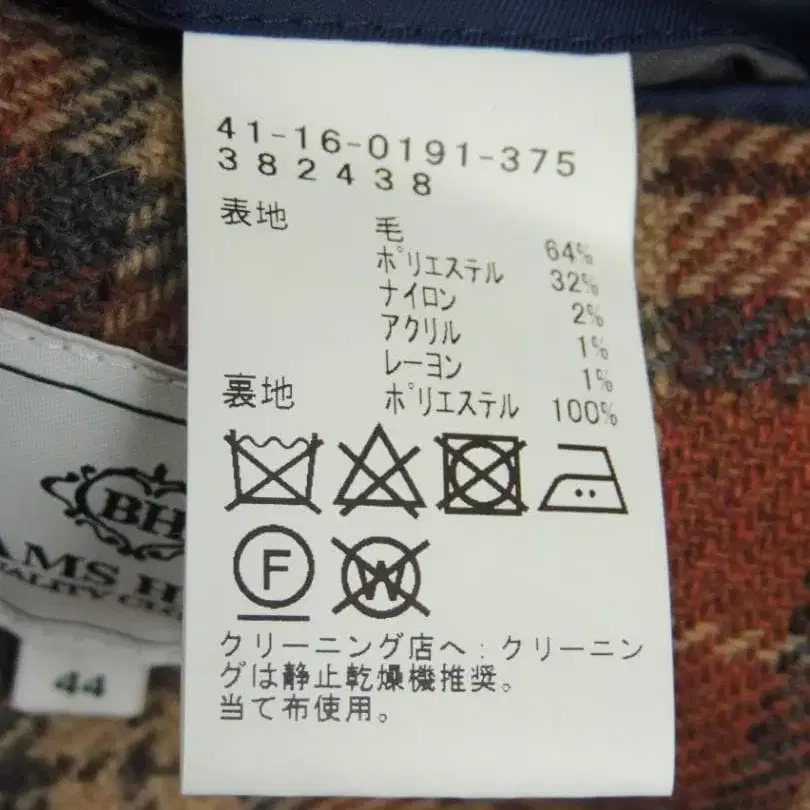 41-16-0191-375
382438
表地 毛 64%
ポリエステル 32%
ナイロン 2%
アクリル 1%
レーヨン 1%
裏地 ポリエステル 100%
F
W
クリーニング店へ:クリーニン
グは静止乾燥機推奨。
当て布使用。
BH
AMS H
44